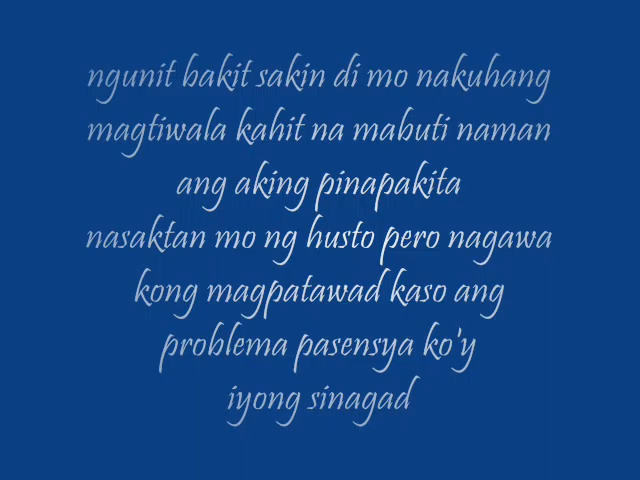 ngunit bakit sakin di mo nakuhang
magtiwala kahit na mabuti naman
ang aking pinapakita
nasaktan mo ng husto pero nagawa
kong magpatawad kaso ang
problema pasensya ko'y
iyong sinagad